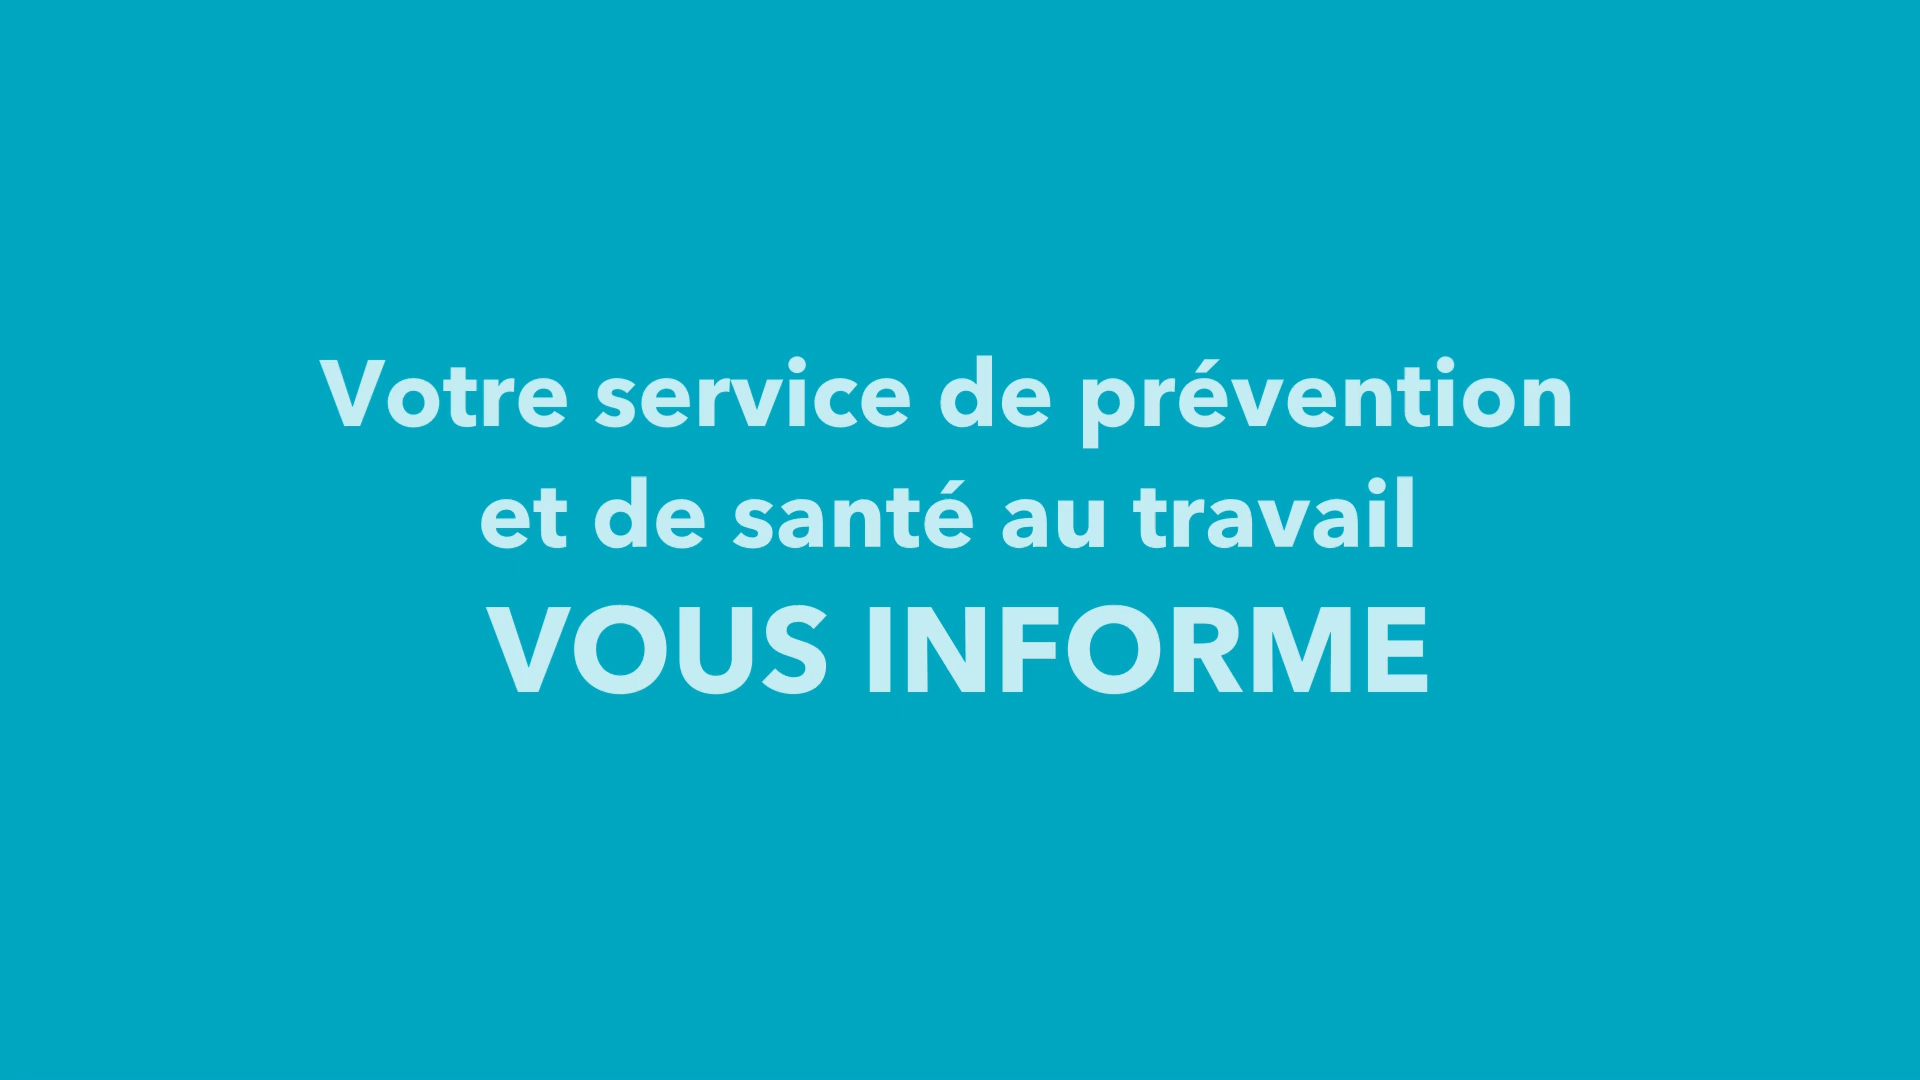 Votre service de prévention
et de santé au travail
VOUS INFORME